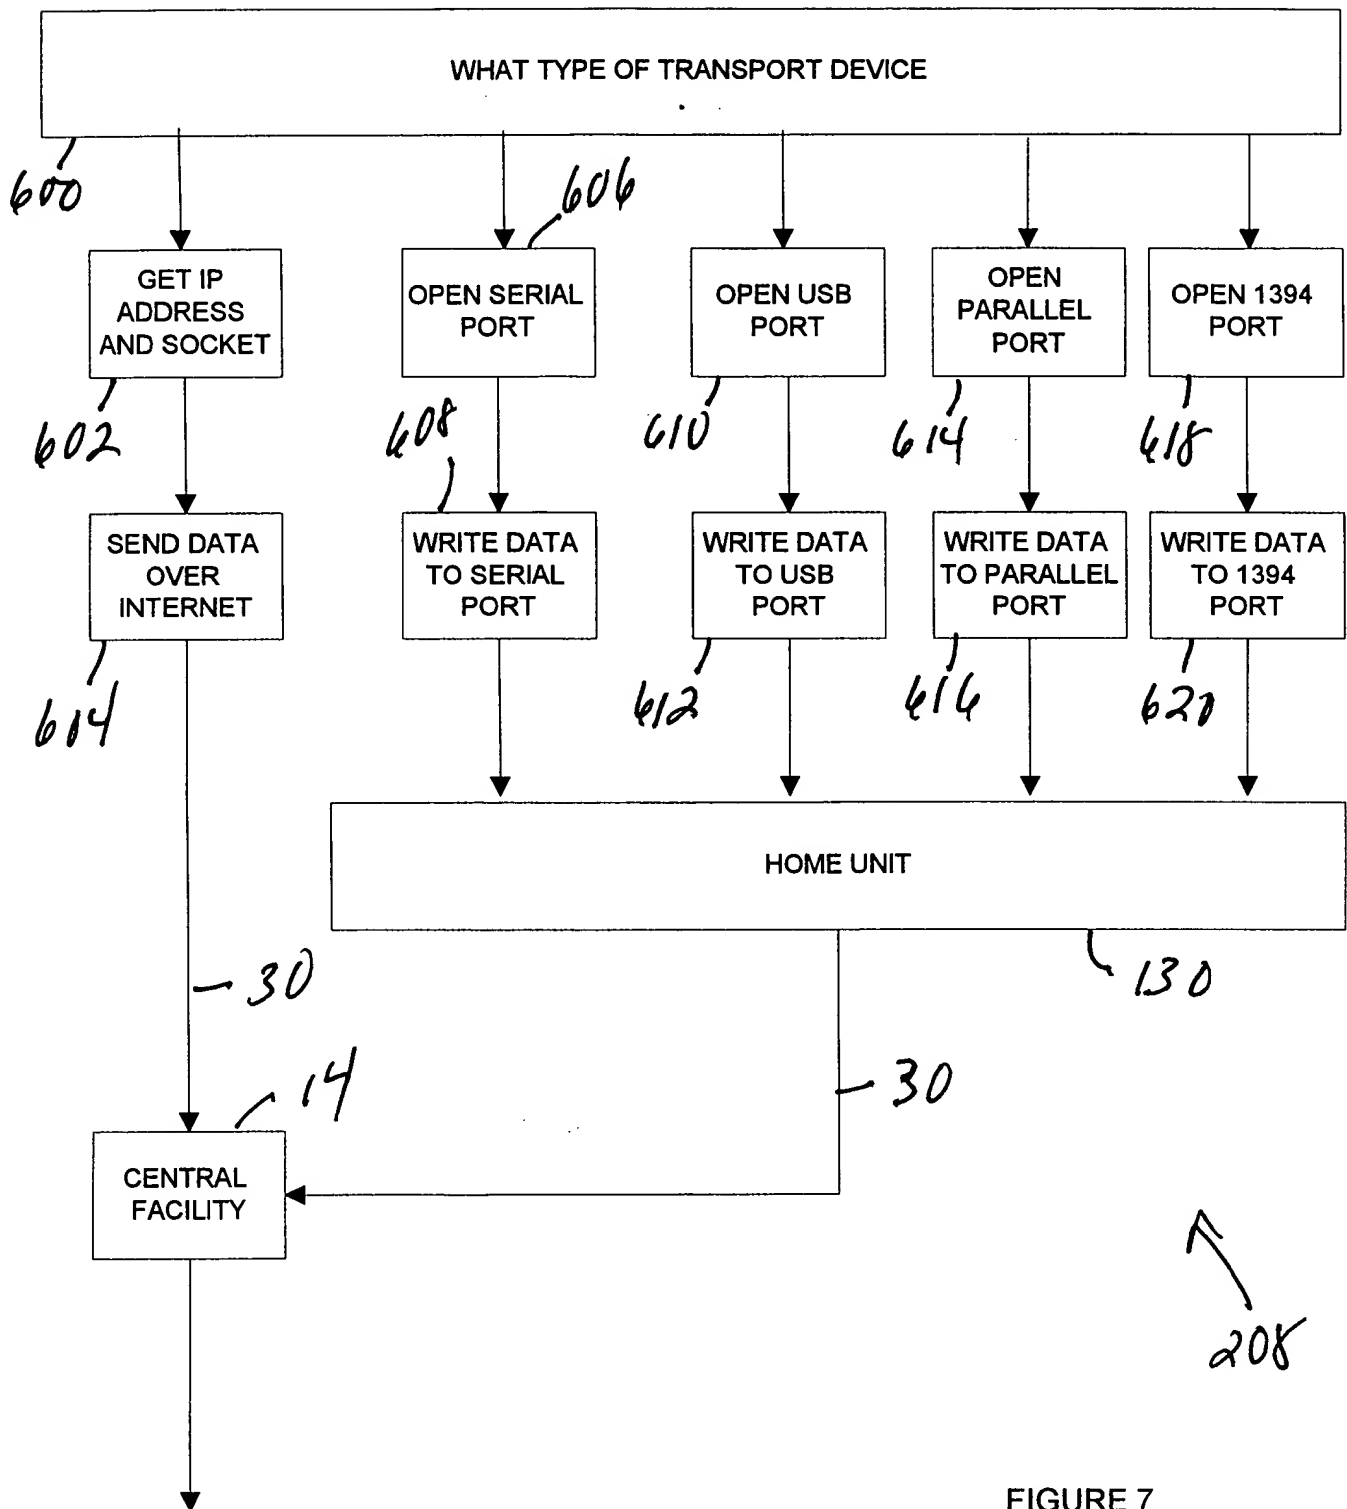 WHAT TYPE OF TRANSPORT DEVICE
600
606
GET IP
ADDRESS
AND SOCKET
OPEN SERIAL
PORT
OPEN USB
PORT
OPEN
PARALLEL
PORT
OPEN 1394
PORT
602
608
610
614
618
SEND DATA
OVER
INTERNET
WRITE DATA
TO SERIAL
PORT
WRITE DATA
TO USB
PORT
WRITE DATA
TO PARALLEL
PORT
WRITE DATA
TO 1394
PORT
604
612
616
620
HOME UNIT
30
130
14
30
CENTRAL
FACILITY
208
FIGURE 7